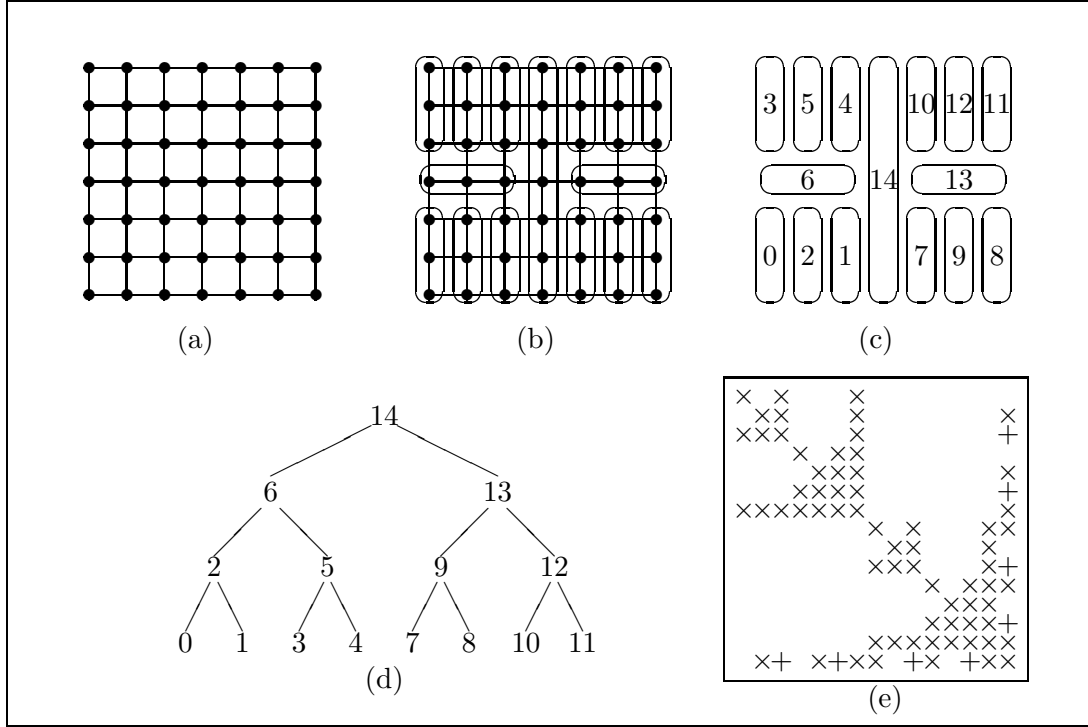 3 5 4 10 12 11
6 14 13
0 2 1 7 9 8
(a) (b) (c)
14
6 13
2 5 9 12
0 1 3 4 7 8 10 11
(d)
× × ×
×× × ×
××× × +
× ××
××× ×
×××× +
××××××× ×
× × ××
×× ×
××× ×+
× ×××
×××
××××+
××××××××
×+ ×+×× +× +××
(e)